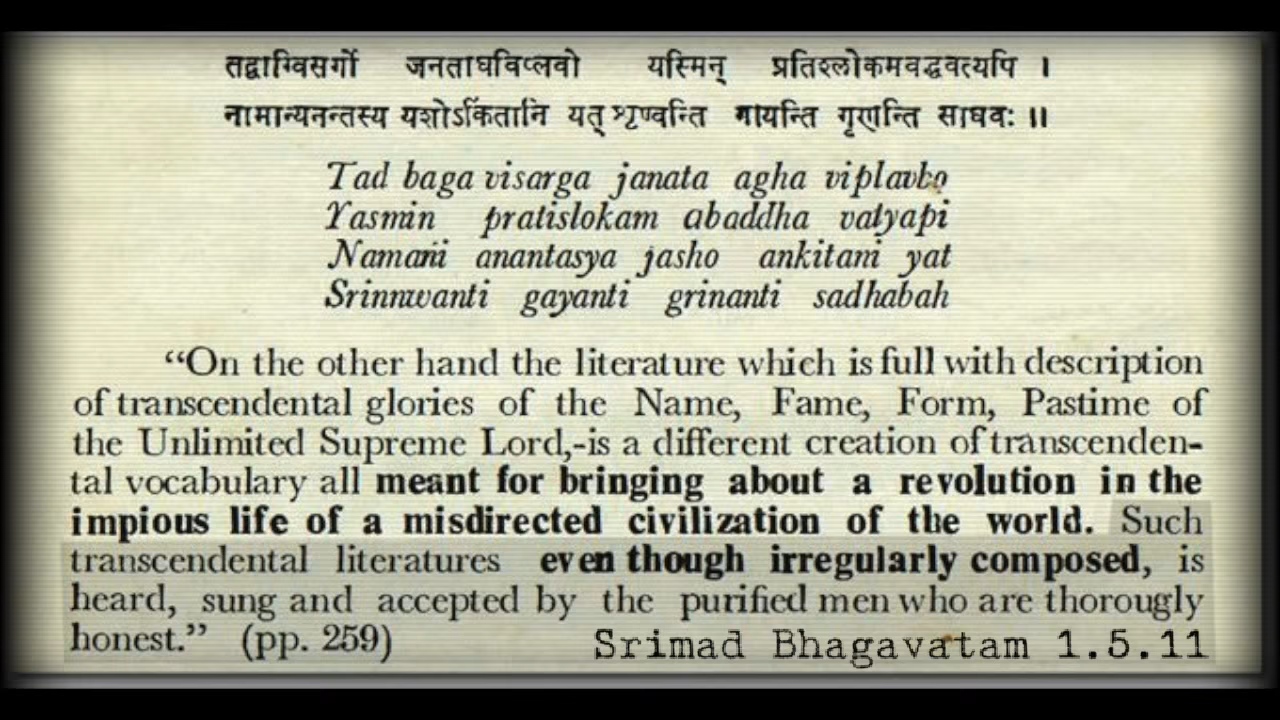 तद्वाग्विसर्गो जनताघविप्लवो यस्मिन् प्रतिश्लोकमवद्धवत्यपि ।
नामान्यनन्तस्य यशोऽङ्कितानि यत् शृण्वन्ति गायन्ति गृणन्ति साधवः ॥
Tad baga visarga janata agha viplavbo
Yasmin pratislokam abaddha vatyapi
Namani anantasya jasho ankitani yat
Srinnwanti gayanti grinanti sadhabah
“On the other hand the literature which is full with description
of transcendental glories of the Name, Fame, Form, Pastime of
the Unlimited Supreme Lord,-is a different creation of transcenden-
tal vocabulary all meant for bringing about a revolution in the
impious life of a misdirected civilization of the world. Such
transcendental literatures even though irregularly composed, is
heard, sung and accepted by the purified men who are thorougly
honest.” (pp. 259) Srimad Bhagavatam 1.5.11